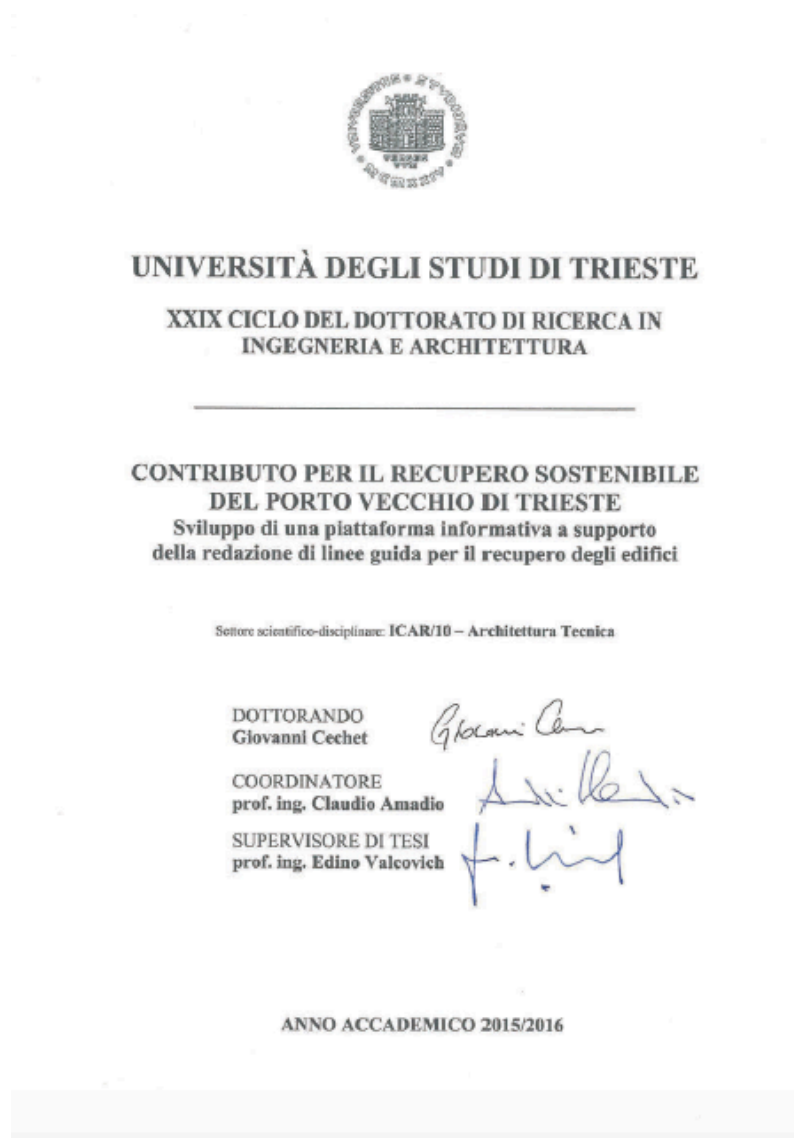 UNIVERSITÀ DEGLI STUDI DI TRIESTE
XXIX CICLO DEL DOTTORATO DI RICERCA IN
INGEGNERIA E ARCHITETTURA
CONTRIBUTO PER IL RECUPERO SOSTENIBILE
DEL PORTO VECCHIO DI TRIESTE
Sviluppo di una piattaforma informativa a supporto
della redazione di linee guida per il recupero degli edifici
Settore scientifico-disciplinare: ICAR/10 – Architettura Tecnica
DOTTORANDO
Giovanni Cechet
COORDINATORE
prof. ing. Claudio Amadio
SUPERVISORE DI TESI
prof. ing. Edino Valcovich
ANNO ACCADEMICO 2015/2016